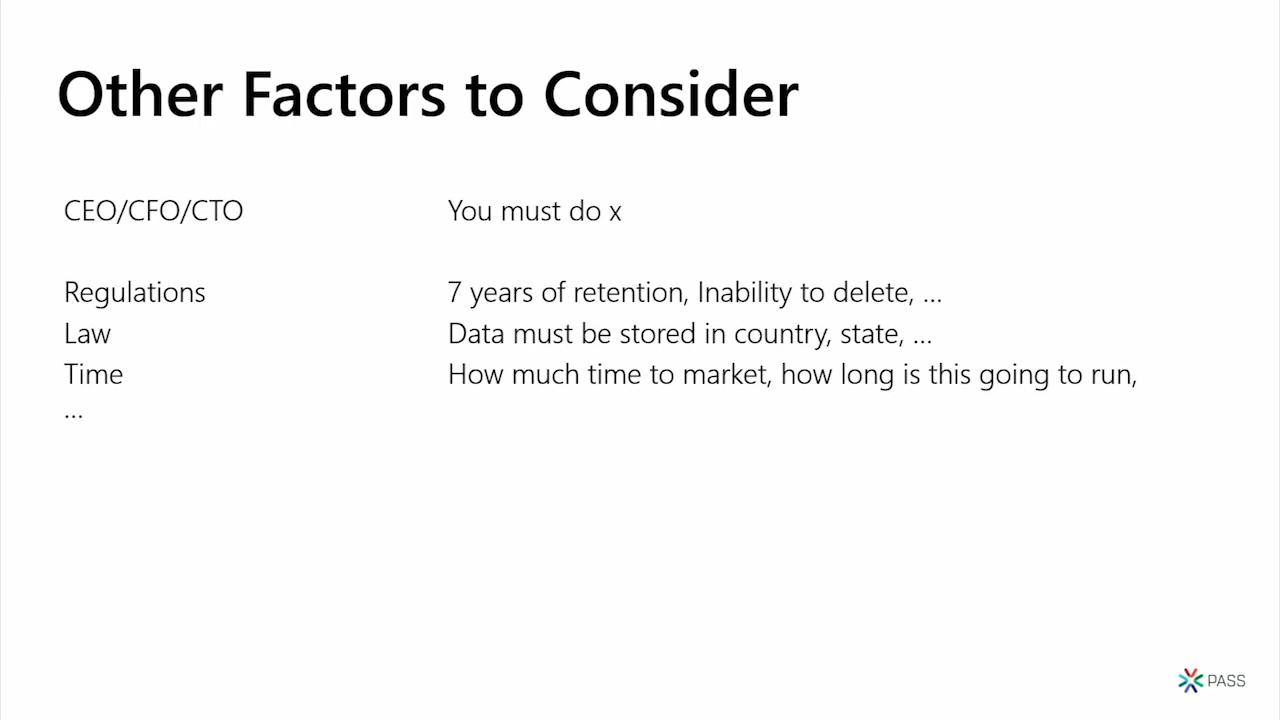 Other Factors to Consider
CEO/CFO/CTO You must do x
Regulations 7 years of retention, Inability to delete, ...
Law Data must be stored in country, state, ...
Time How much time to market, how long is this going to run,
...
PASS